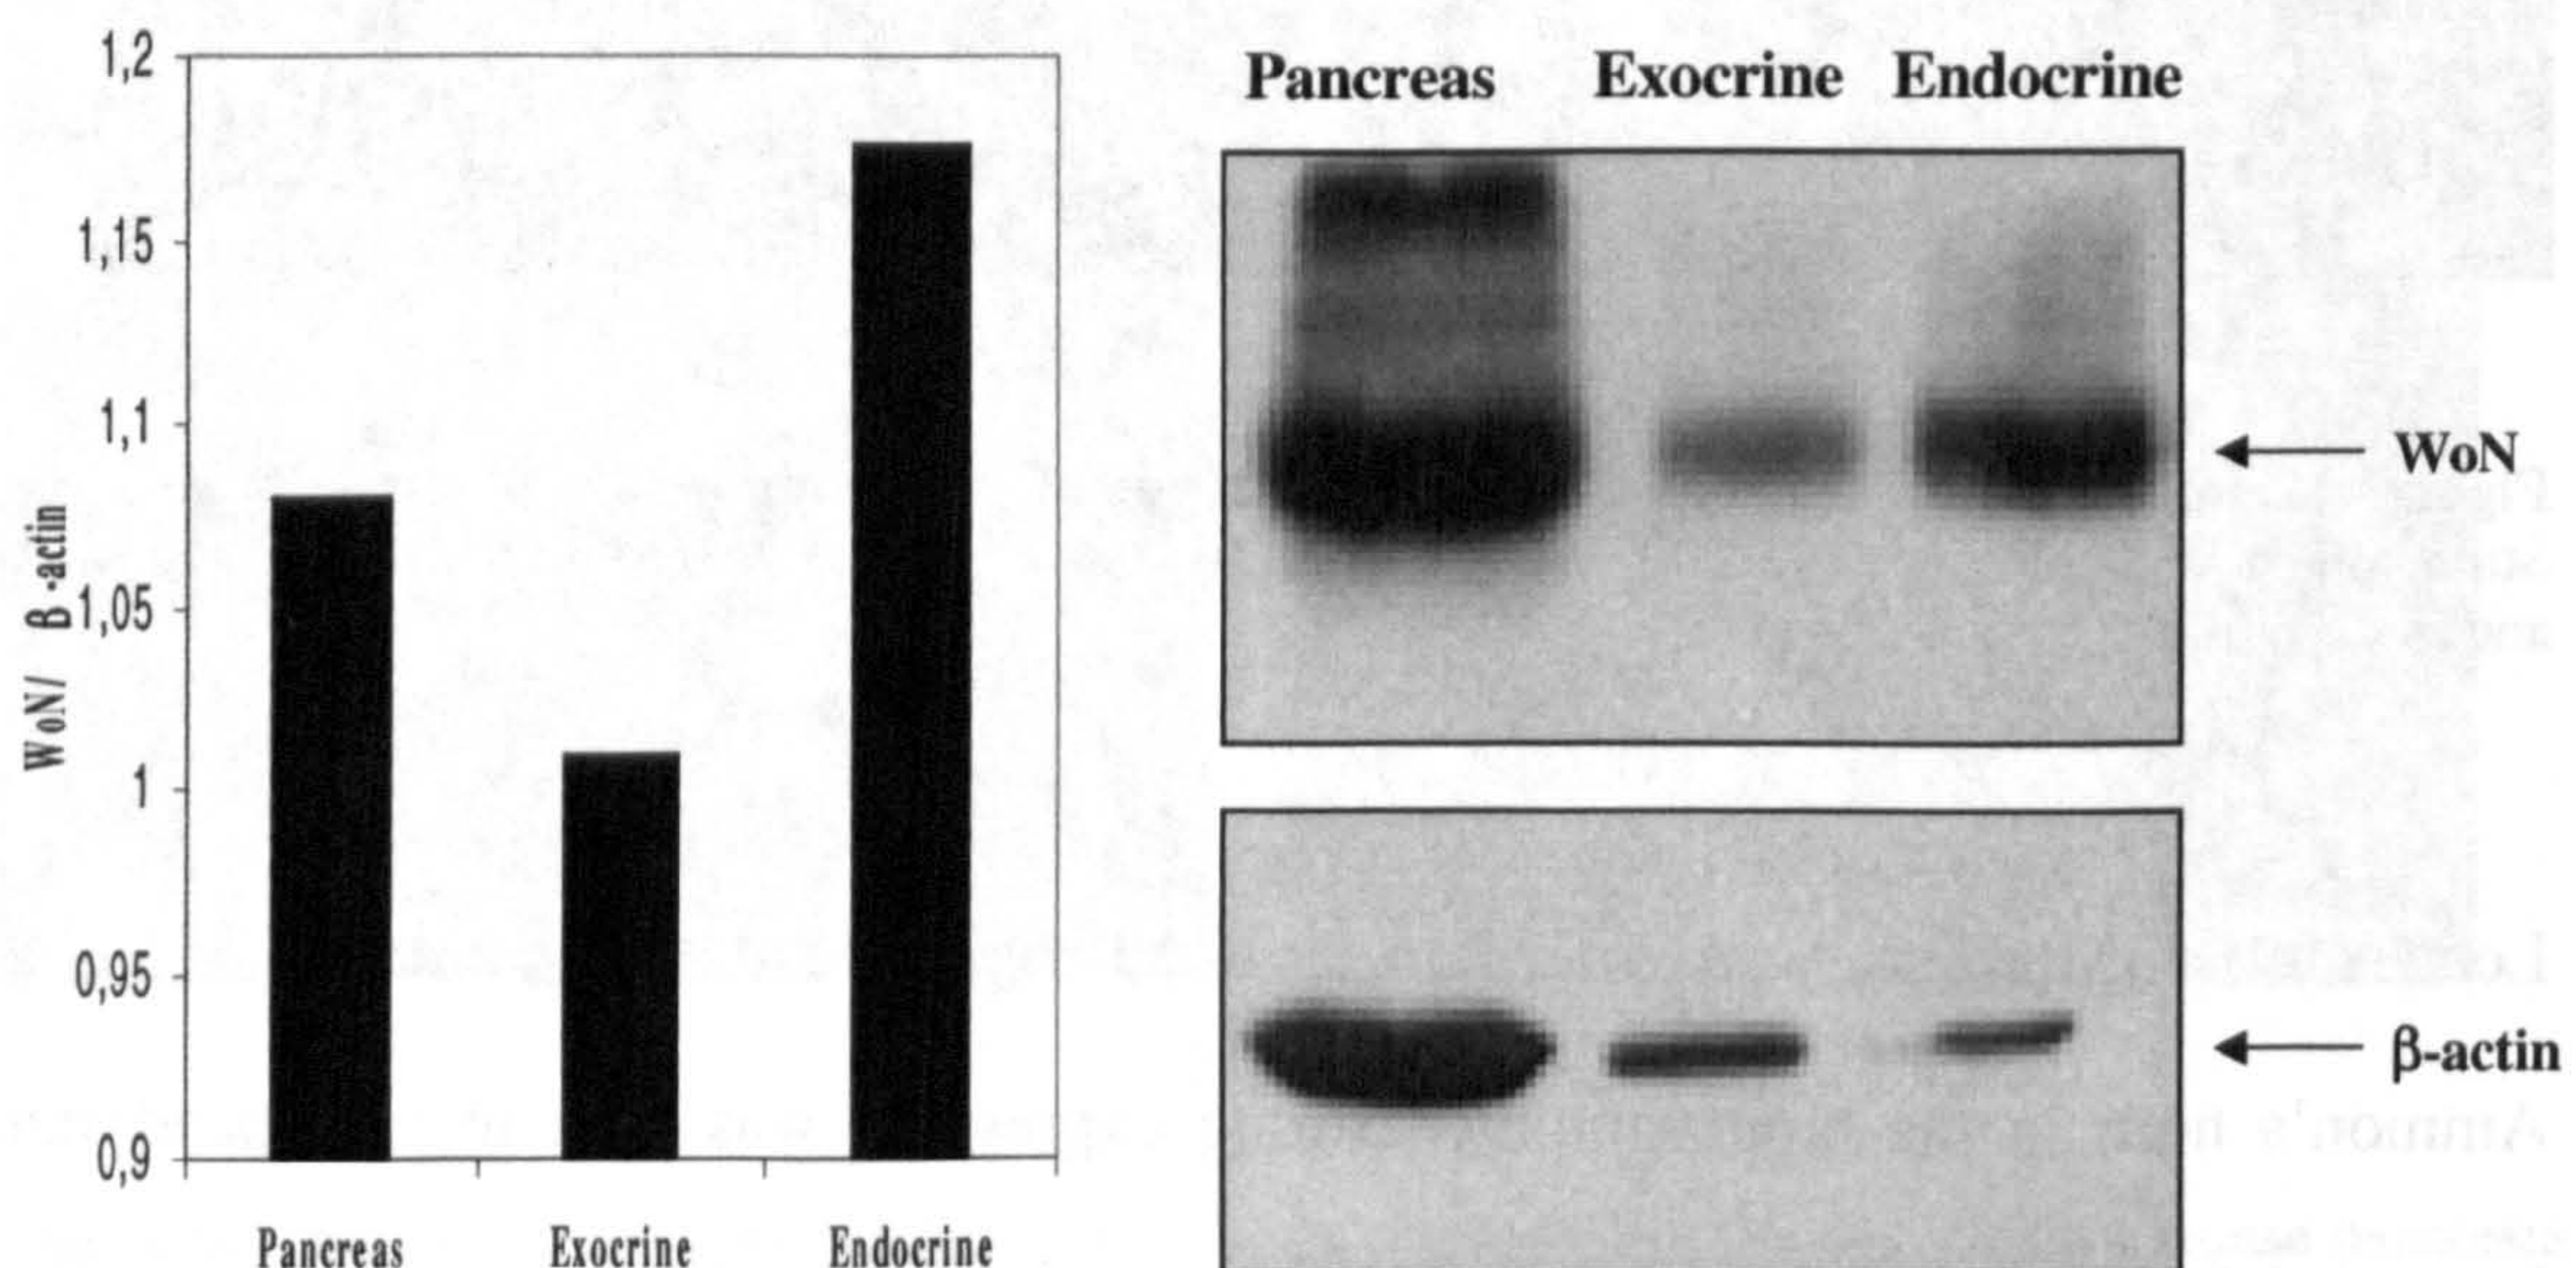 1,2
1,15
1,1
1,05
1
0,95
0,9
WoN/ β -actin
Pancreas Exocrine Endocrine
Pancreas Exocrine Endocrine
WoN
β-actin